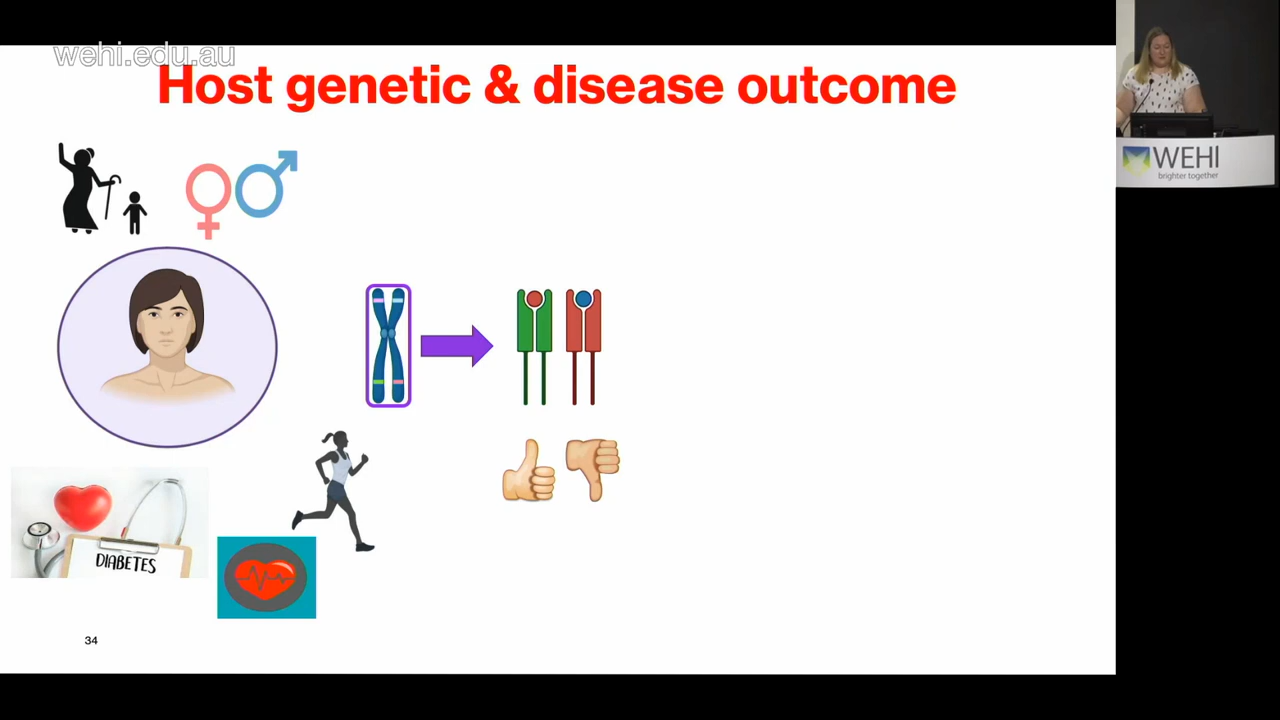 wehi.edu.au
Host genetic & disease outcome
DIABETES
34
WEHI
brighter together